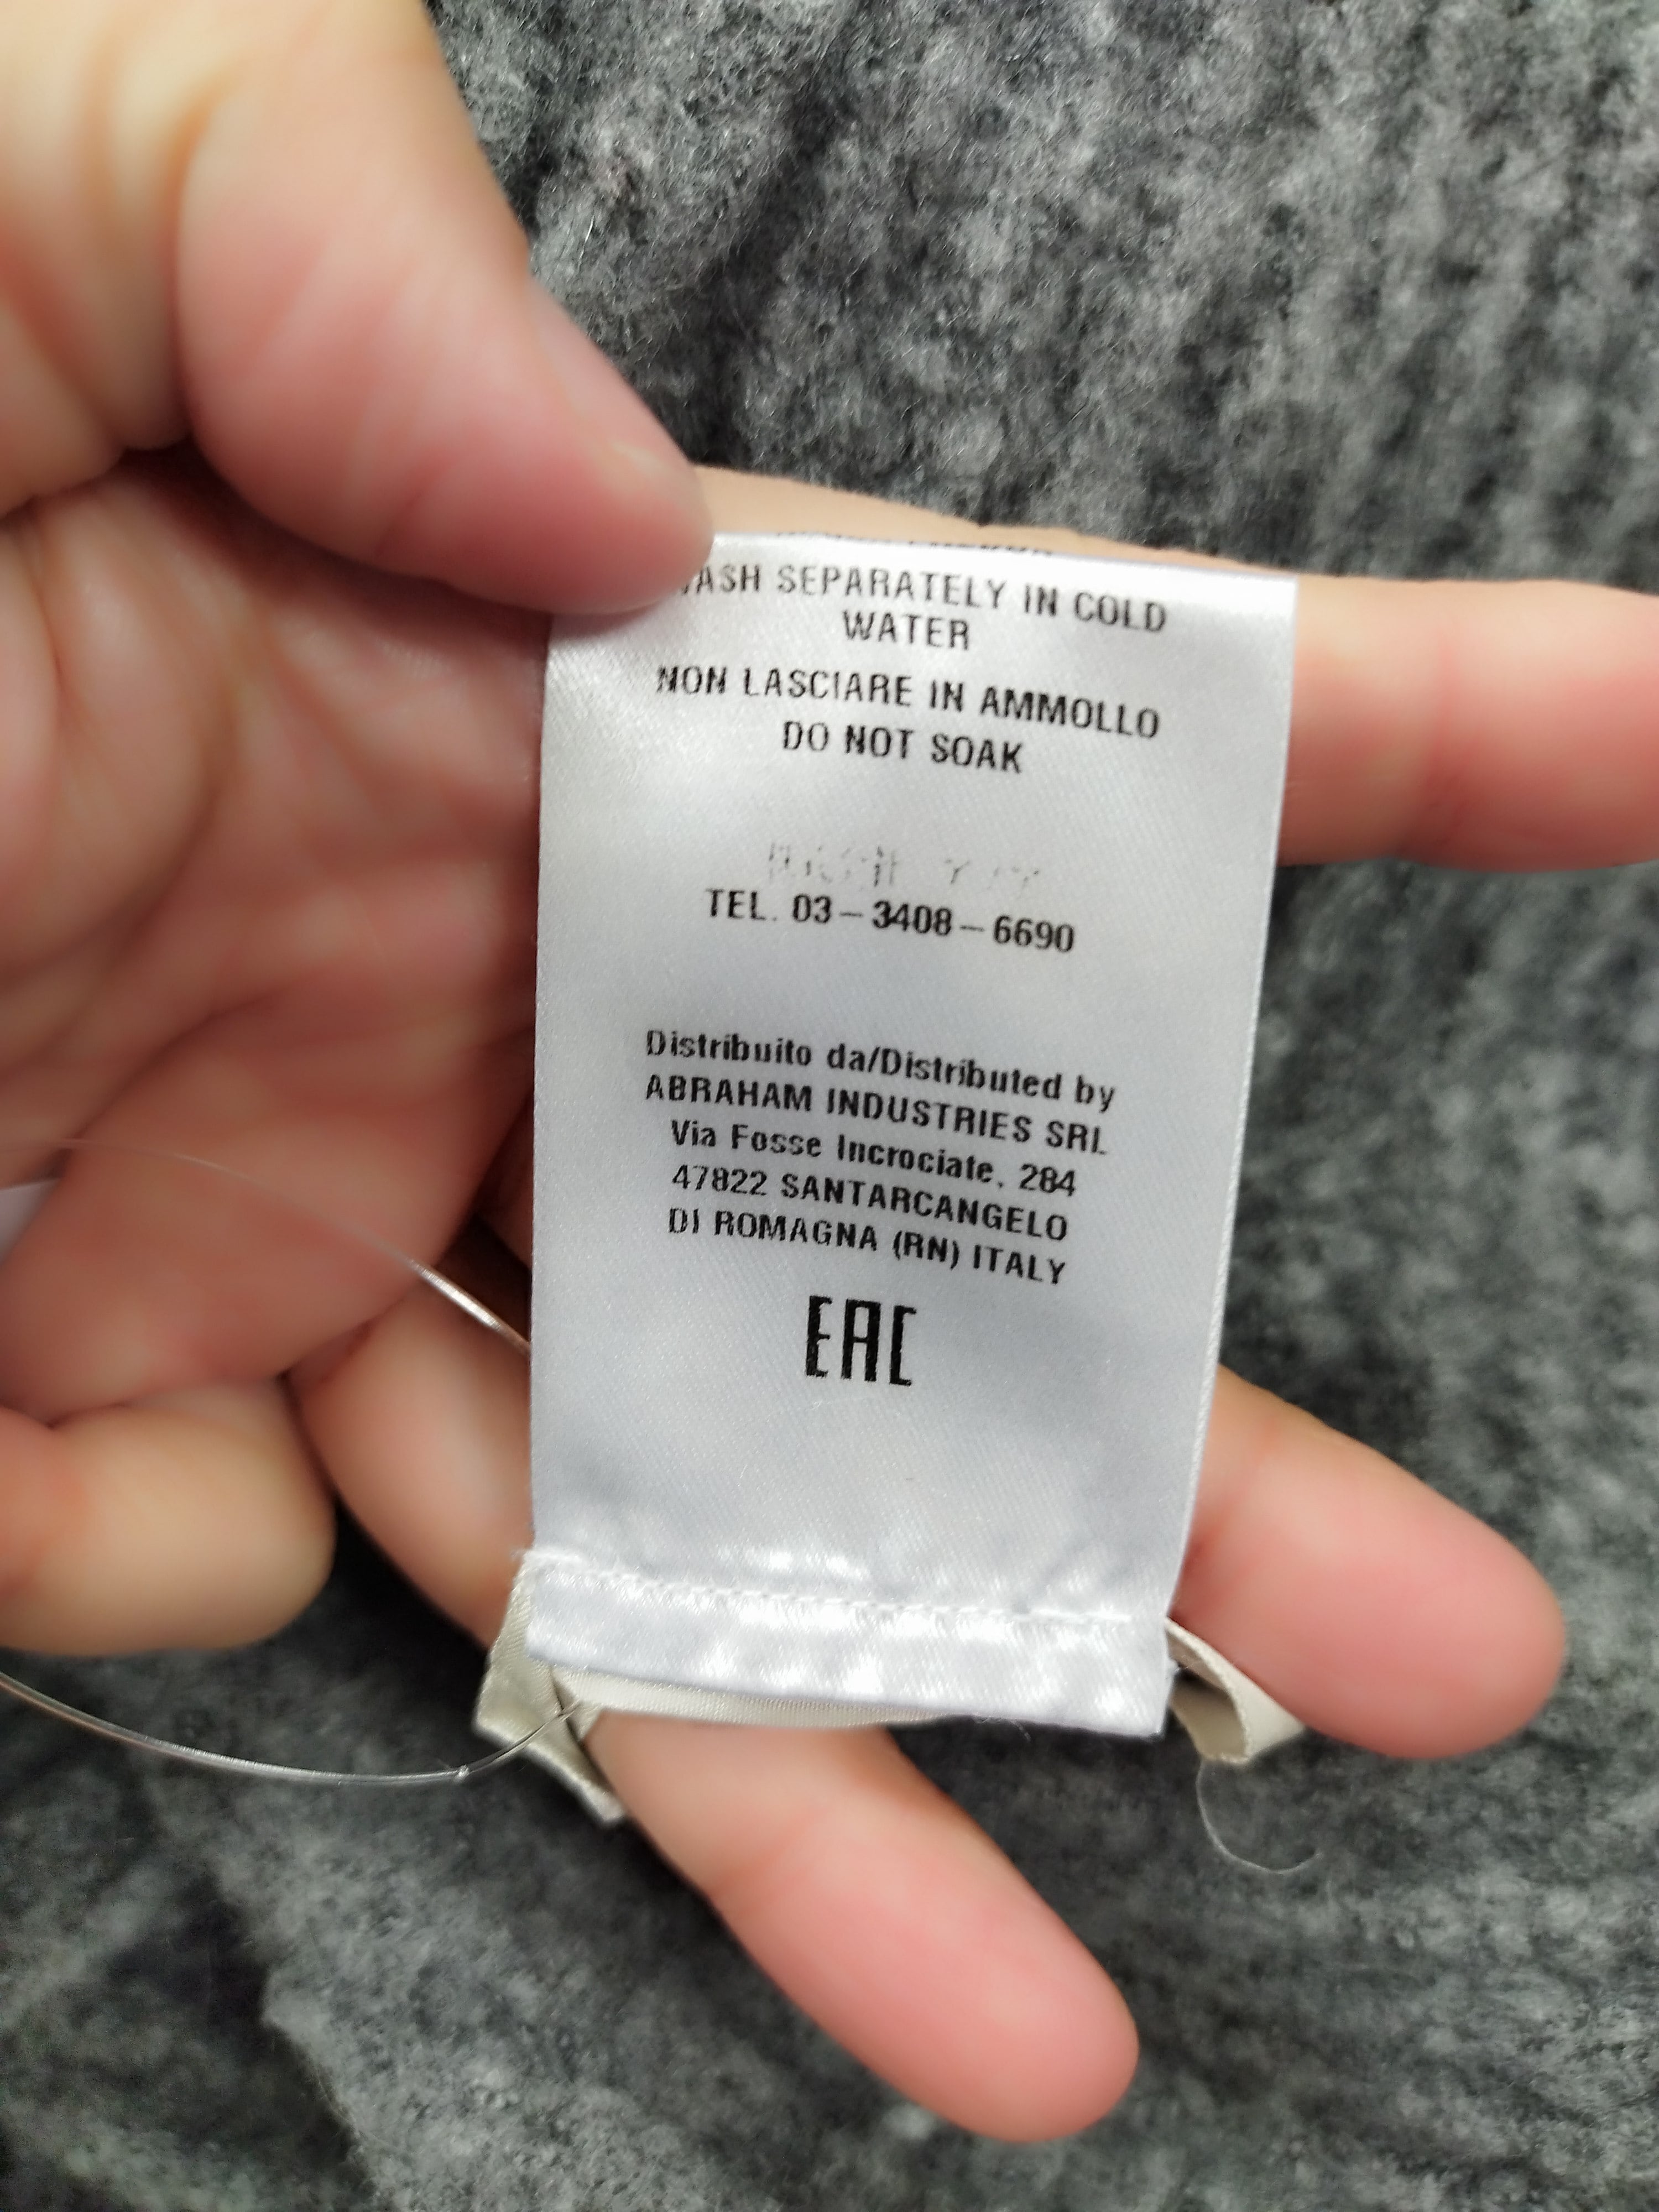 WASH SEPARATELY IN COLD
WATER
NON LASCIARE IN AMMOLLO
DO NOT SOAK
TEL. 03-3408-6690
Distribuito da/Distributed by
ABRAHAM INDUSTRIES SRL
Via Fosse Incrociate, 284
47822 SANTARCANGELO
DI ROMAGNA (RN) ITALY
EAC